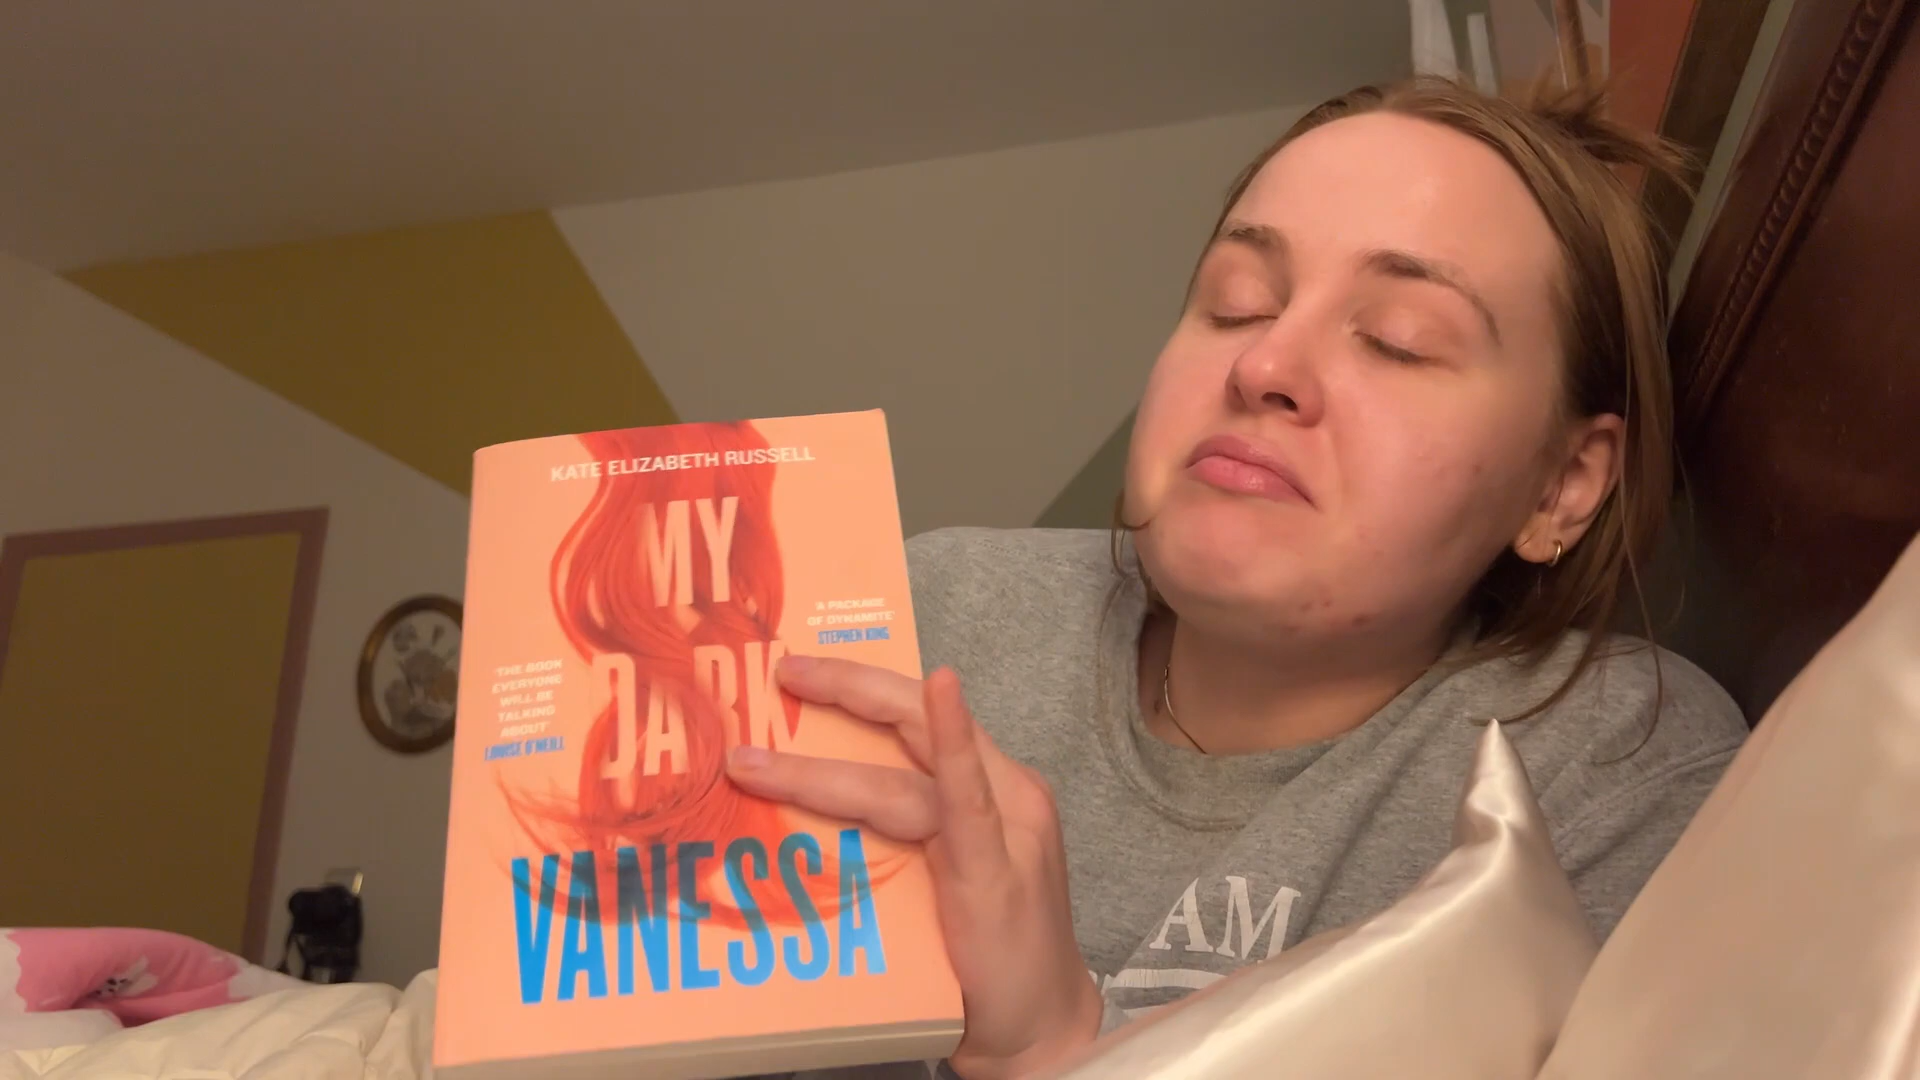 KATE ELIZABETH RUSSELL
MY
DARK
VANESSA
'A PACKAGE
OF DYNAMITE'
STEPHEN KING
'THE BOOK
EVERYONE
WILL BE
TALKING
ABOUT'
LOUISE O'NEILL
AM